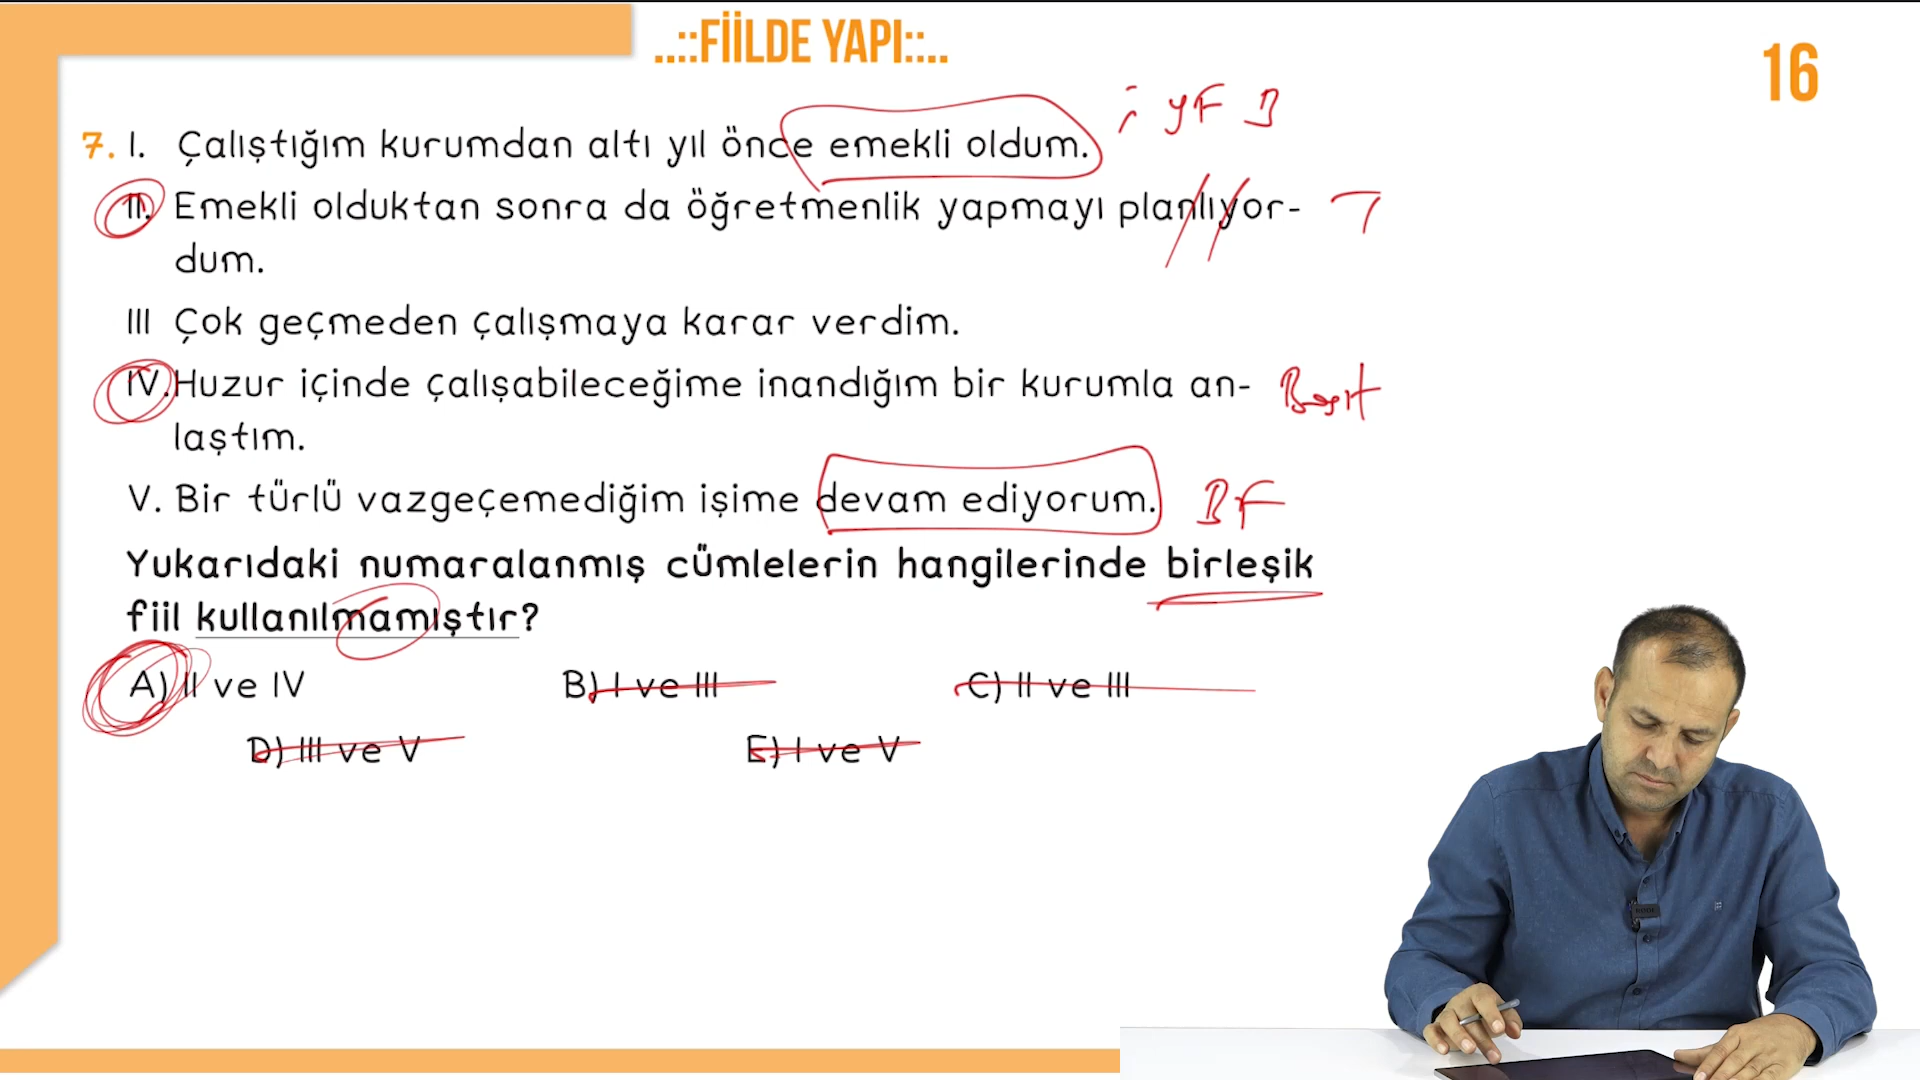 ..::FİİLDE YAPI::..
16
7. I. Çalıştığım kurumdan altı yıl önce emekli oldum.
; YF B
II. Emekli olduktan sonra da öğretmenlik yapmayı planlıyor-
T
dum.
III Çok geçmeden çalışmaya karar verdim.
IV. Huzur içinde çalışabileceğime inandığım bir kurumla an-
Basit
laştım.
V. Bir türlü vazgeçemediğim işime devam ediyorum.
BF
Yukarıdaki numaralanmış cümlelerin hangilerinde birleşik
fiil kullanılmamıştır?
A) II ve IV B) I ve III C) II ve III
D) III ve V E) I ve V